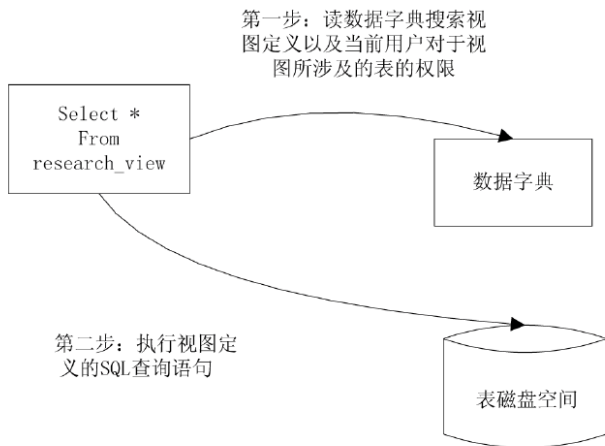 第一步：读数据字典搜索视
图定义以及当前用户对于视
图所涉及的表的权限
Select *
From
research_view
数据字典
第二步：执行视图定
义的SQL查询语句
表磁盘空间